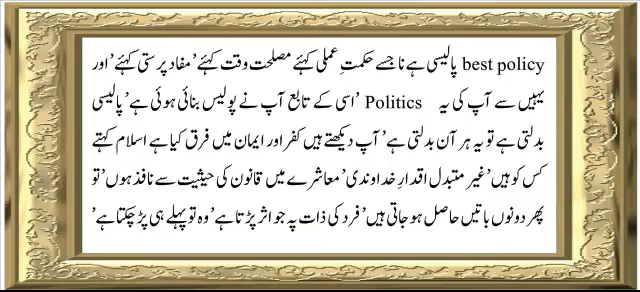 best policy پالیسی ہے نا جسے حکمتِ عملی کہئے مصلحت وقت کہئے' مفاد پرستی کہئے' اور
یہیں سے آپ کی یہ Politics 'اسی کے تابع آپ نے پولیس بنائی ہوئی ہے' پالیسی
بدلتی ہے تو یہ ہر آن بدلتی ہے' آپ دیکھتے ہیں کفر اور ایمان میں فرق کیا ہے اسلام کہتے
کس کو ہیں' غیر متبدل اقدارِ خداوندی' معاشرے میں قانون کی حیثیت سے نافذ ہوں' تو
پھر دونوں باتیں حاصل ہو جاتی ہیں' فرد کی ذات پہ جو اثر پڑتا ہے' وہ تو پہلے ہی پڑ چکتا ہے'